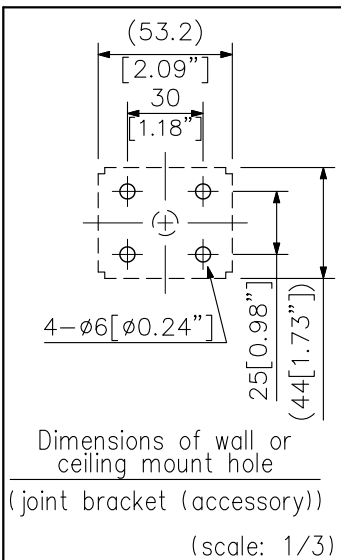 (53.2)
[2.09”]
30
[1.18”]
4-ø6[ø0.24”]
25[0.98”]
(44[1.73”])
Dimensions of wall or
ceiling mount hole
(joint bracket (accessory))
(scale: 1/3)